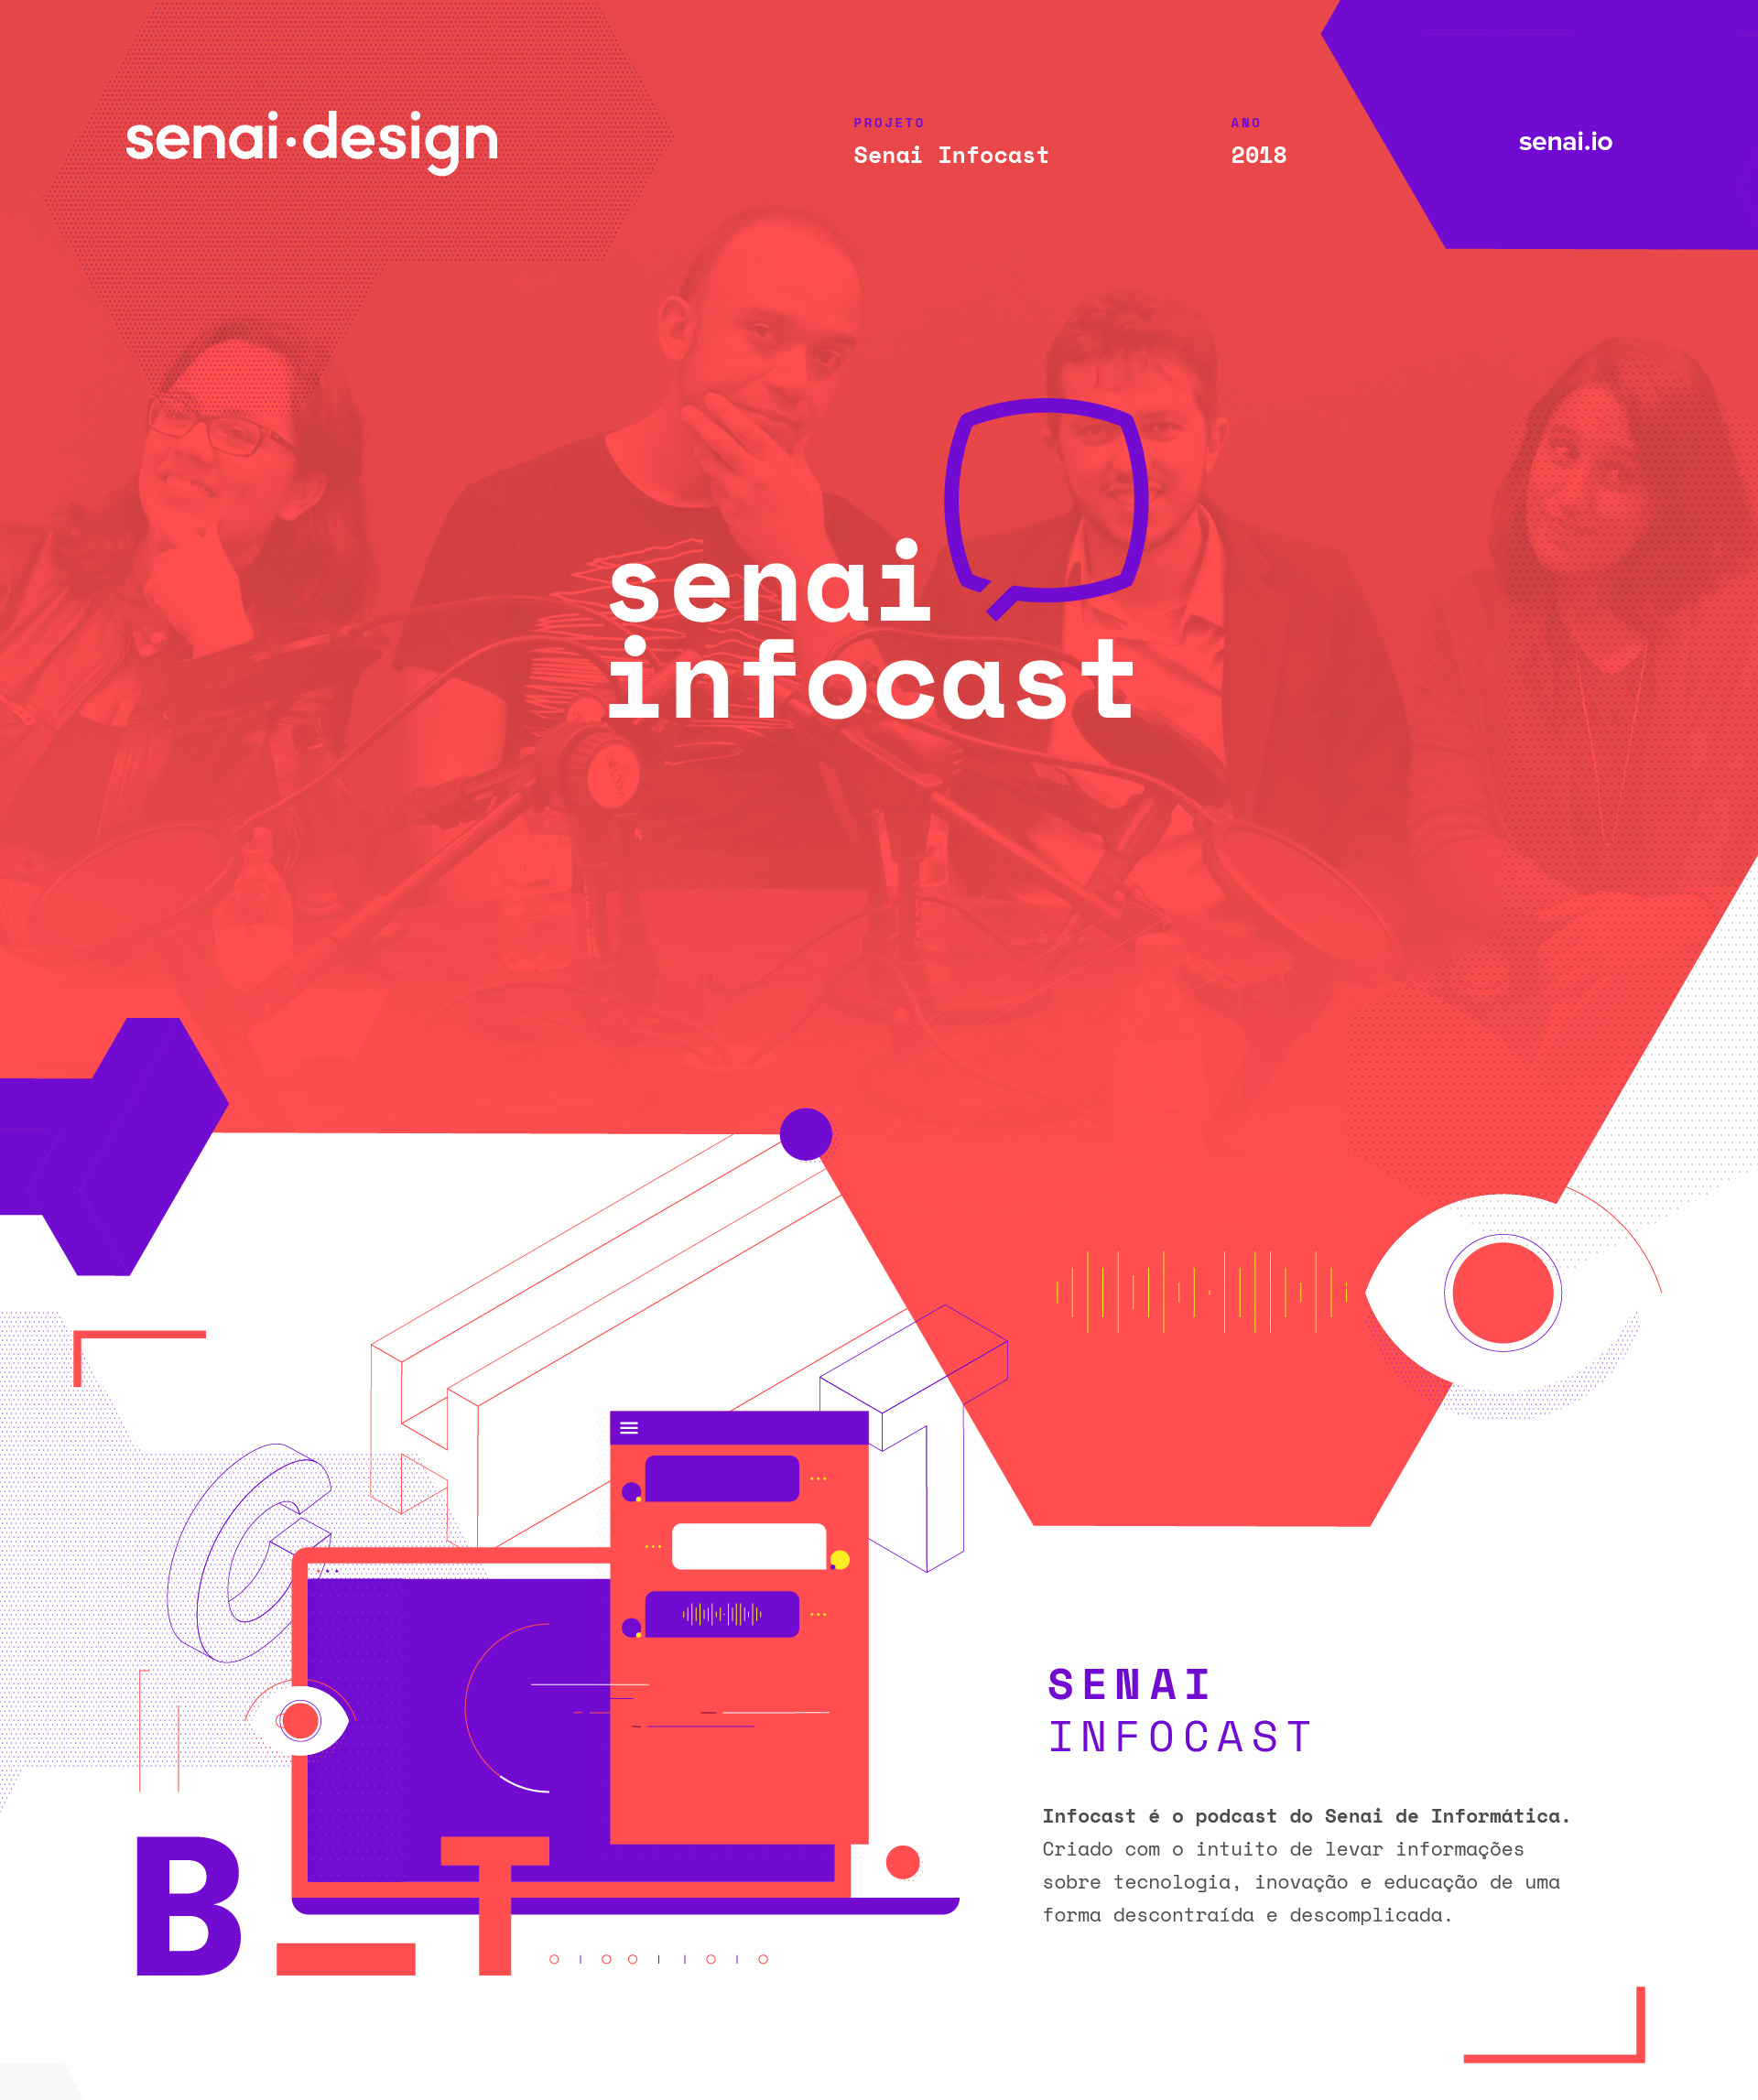 senai·design
PROJETO
Senai Infocast
ANO
2018
senai.io
senai
infocast
SENAI
INFOCAST
Infocast é o podcast do Senai de Informática.
Criado com o intuito de levar informações
sobre tecnologia, inovação e educação de uma
forma descontraída e descomplicada.
B_T